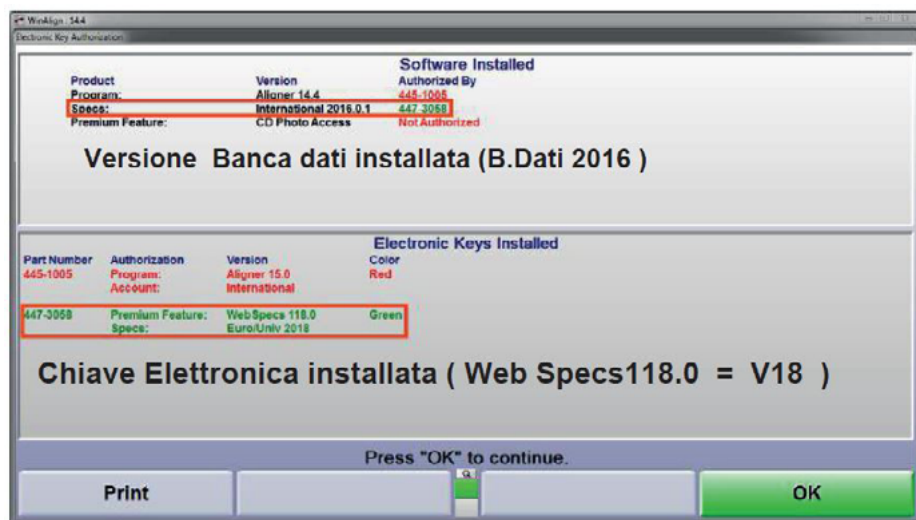 WinAlign : 14.4
Electronic Key Authorization
Software Installed
Product Version Authorized By
Program: Aligner 14.4 445-1005
Specs: International 2016.0.1 447-3058
Premium Feature: CD Photo Access Not Authorized
Versione Banca dati installata (B.Dati 2016 )
Electronic Keys Installed
Part Number Authorization Version Color
445-1005 Program: Aligner 15.0 Red
Account: International
447-3058 Premium Feature: WebSpecs 118.0 Green
Specs: Euro/Univ 2018
Chiave Elettronica installata ( Web Specs118.0 = V18 )
Press "OK" to continue.
Print OK